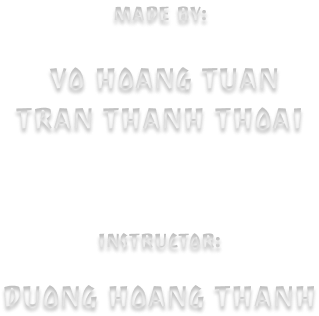 MADE BY:
VO HOANG TUAN
TRAN THANH THOAI
INSTRUCTOR:
DUONG HOANG THANH